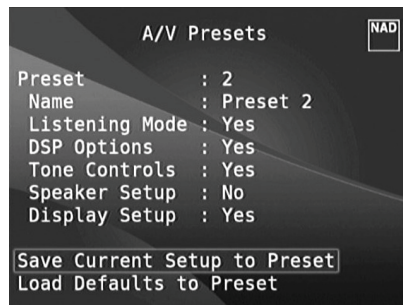 A/V Presets
NAD
Preset : 2
Name : Preset 2
Listening Mode : Yes
DSP Options : Yes
Tone Controls : Yes
Speaker Setup : No
Display Setup : Yes
Save Current Setup to Preset
Load Defaults to Preset